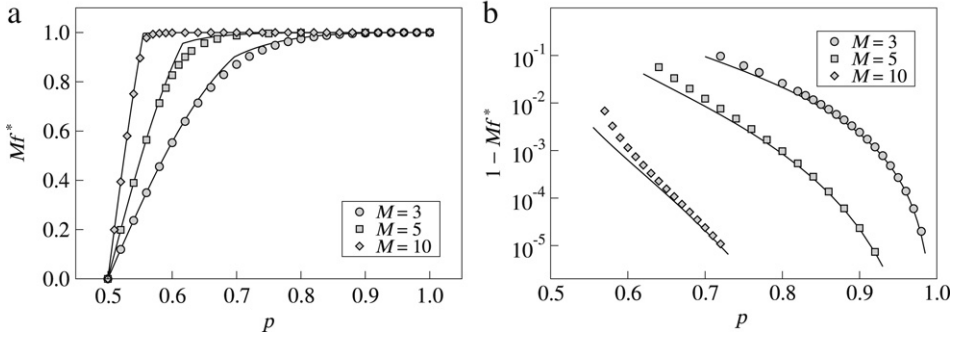 a
Mf*
1.0
0.8
0.6
0.4
0.2
0.0
M = 3
M = 5
M = 10
0.5 0.6 0.7 0.8 0.9 1.0
p
b
1 − Mf*
10⁻¹
10⁻²
10⁻³
10⁻⁴
10⁻⁵
M = 3
M = 5
M = 10
0.5 0.6 0.7 0.8 0.9 1.0
p